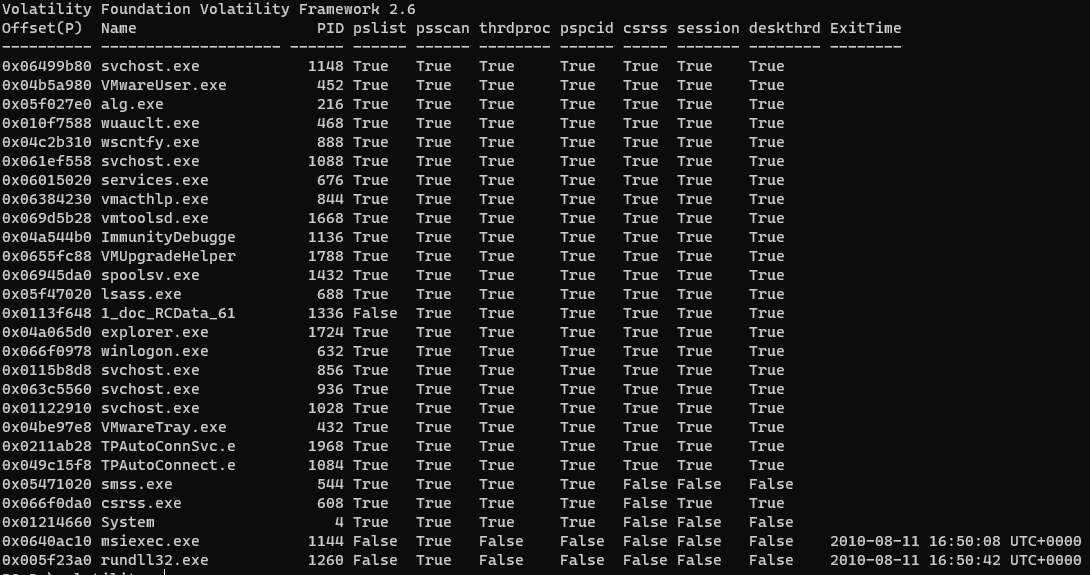 Volatility Foundation Volatility Framework 2.6
Offset(P)  Name                    PID pslist psscan thrdproc pspcid csrss session deskthrd ExitTime
---------- -------------------- ------ ------ ------ -------- ------ ----- ------- -------- --------
0x06499b80 svchost.exe            1148 True   True   True     True   True  True    True
0x04b5a980 VMwareUser.exe          452 True   True   True     True   True  True    True
0x05f027e0 alg.exe                 216 True   True   True     True   True  True    True
0x010f7588 wuauclt.exe             468 True   True   True     True   True  True    True
0x04c2b310 wscntfy.exe             888 True   True   True     True   True  True    True
0x061ef558 svchost.exe            1088 True   True   True     True   True  True    True
0x06015020 services.exe            676 True   True   True     True   True  True    True
0x06384230 vmacthlp.exe            844 True   True   True     True   True  True    True
0x069d5b28 vmtoolsd.exe           1668 True   True   True     True   True  True    True
0x04a544b0 ImmunityDebugge        1136 True   True   True     True   True  True    True
0x0655fc88 VMUpgradeHelper        1788 True   True   True     True   True  True    True
0x06945da0 spoolsv.exe            1432 True   True   True     True   True  True    True
0x05f47020 lsass.exe               688 True   True   True     True   True  True    True
0x0113f648 1_doc_RCData_61        1336 False  True   True     True   True  True    True
0x04a065d0 explorer.exe           1724 True   True   True     True   True  True    True
0x066f0978 winlogon.exe            632 True   True   True     True   True  True    True
0x0115b8d8 svchost.exe             856 True   True   True     True   True  True    True
0x063c5560 svchost.exe             936 True   True   True     True   True  True    True
0x01122910 svchost.exe            1028 True   True   True     True   True  True    True
0x04be97e8 VMwareTray.exe          432 True   True   True     True   True  True    True
0x0211ab28 TPAutoConnSvc.e        1968 True   True   True     True   True  True    True
0x049c15f8 TPAutoConnect.e        1084 True   True   True     True   True  True    True
0x05471020 smss.exe                544 True   True   True     True   False False   False
0x066f0da0 csrss.exe               608 True   True   True     True   False True    True
0x01214660 System                    4 True   True   True     True   False False   False
0x0640ac10 msiexec.exe            1144 False  True   False    False  False False   False    2010-08-11 16:50:08 UTC+0000
0x005f23a0 rundll32.exe           1260 False  True   False    False  False False   False    2010-08-11 16:50:42 UTC+0000